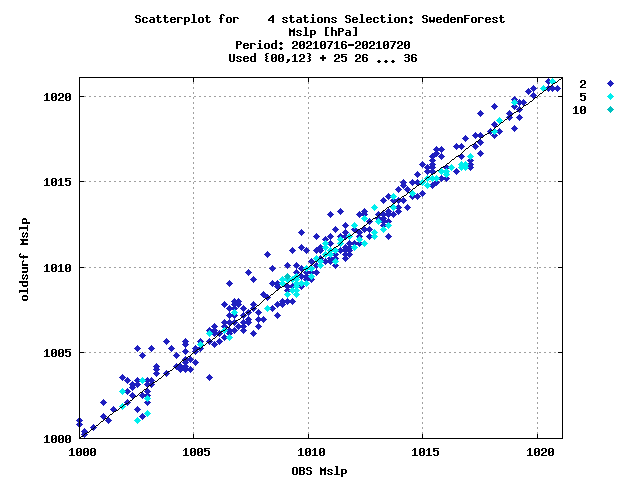 Scatterplot for    4 stations Selection: SwedenForest
Mslp [hPa]
Period: 20210716-20210720
Used {00,12} + 25 26 ... 36
2
5
10
1020
1015
1010
1005
1000
oldsurf Mslp
1000 1005 1010 1015 1020
OBS Mslp